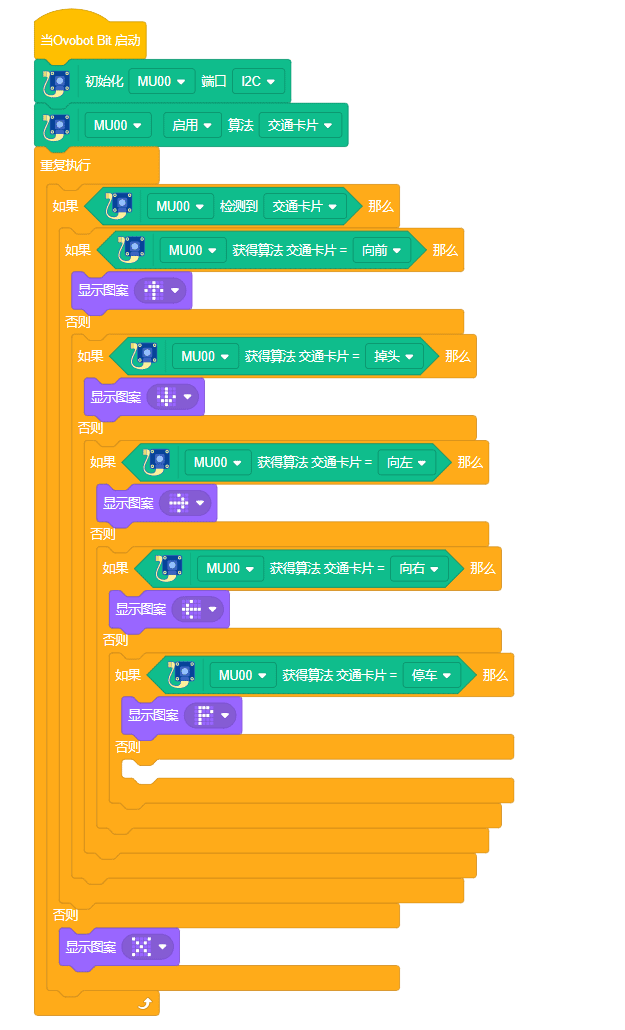 当Ovobot Bit 启动
初始化 MU00 端口 I2C
MU00 启用 算法 交通卡片
重复执行
如果 MU00 检测到 交通卡片 那么
如果 MU00 获得算法 交通卡片 = 向前 那么
显示图案
否则
如果 MU00 获得算法 交通卡片 = 掉头 那么
显示图案
否则
如果 MU00 获得算法 交通卡片 = 向左 那么
显示图案
否则
如果 MU00 获得算法 交通卡片 = 向右 那么
显示图案
否则
如果 MU00 获得算法 交通卡片 = 停车 那么
显示图案 P
否则
否则
显示图案